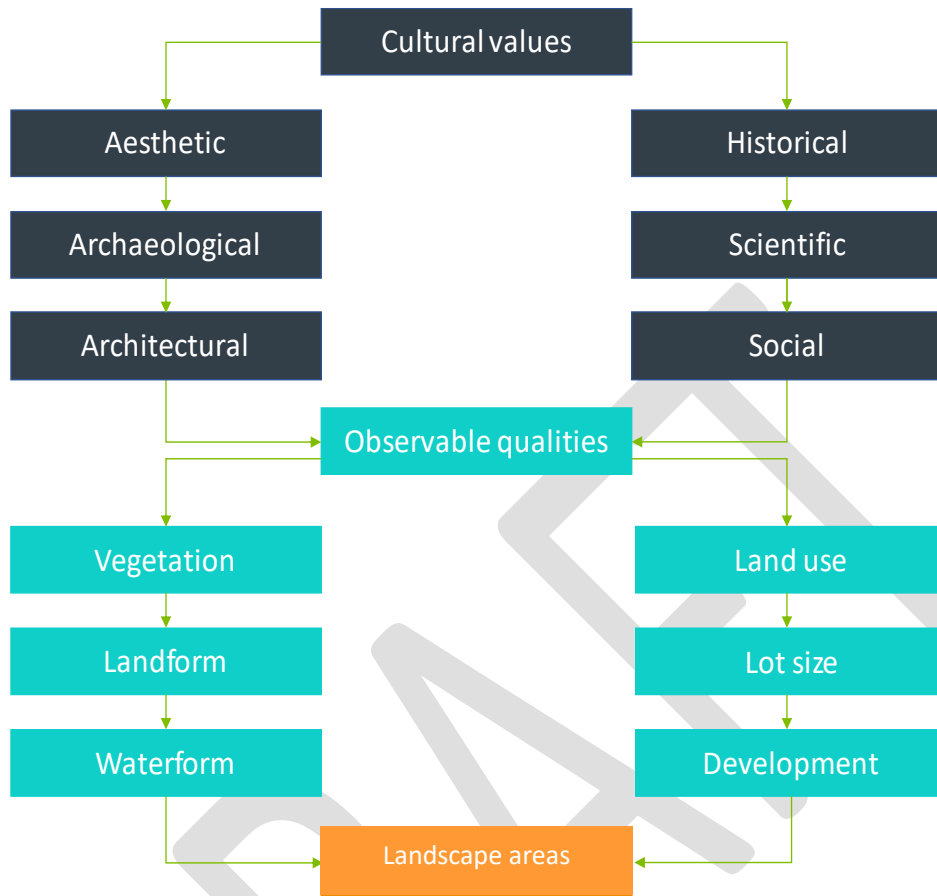 Cultural values
Aesthetic
Historical
Archaeological
Scientific
Architectural
Social
Observable qualities
Vegetation
Land use
Landform
Lot size
Waterform
Development
Landscape areas
DRAFT